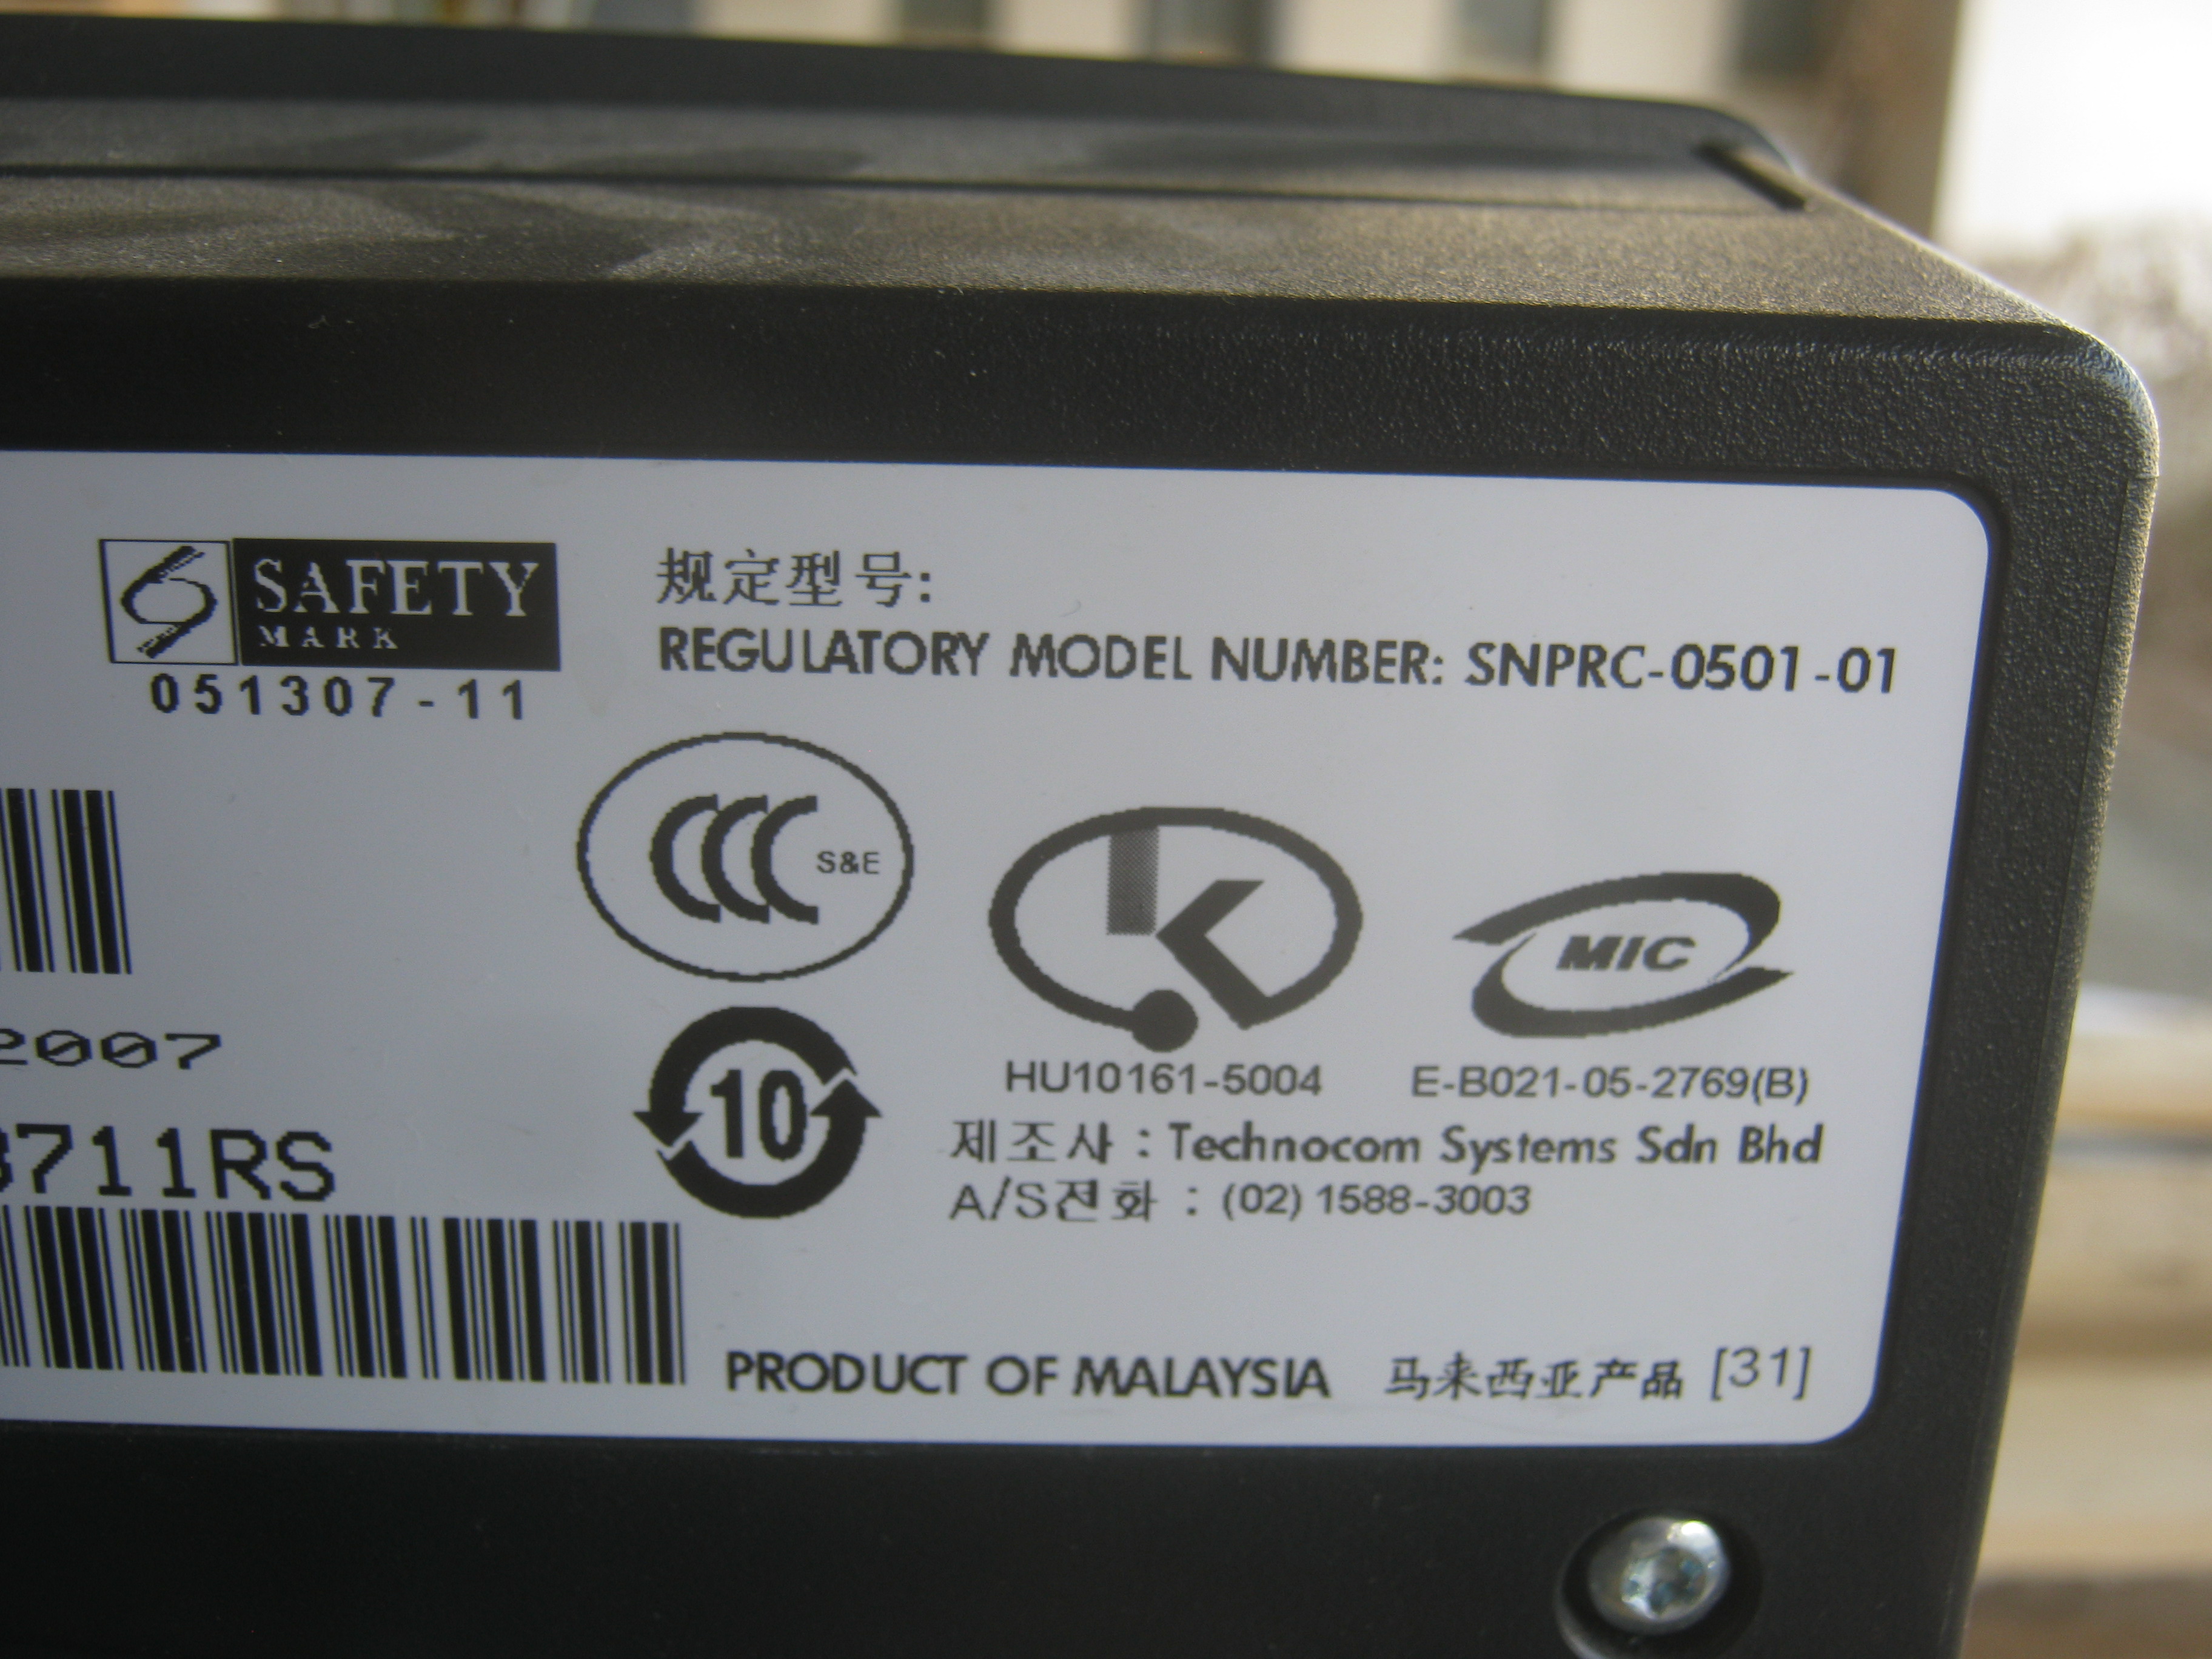 SAFETY
MARK
051307-11
规定型号:
REGULATORY MODEL NUMBER: SNPRC-0501-01
CCC S&E
MIC
2007
10
HU10161-5004
E-B021-05-2769(B)
제조사 : Technocom Systems Sdn Bhd
A/S전화 : (02) 1588-3003
711RS
PRODUCT OF MALAYSIA 马来西亚产品 [31]